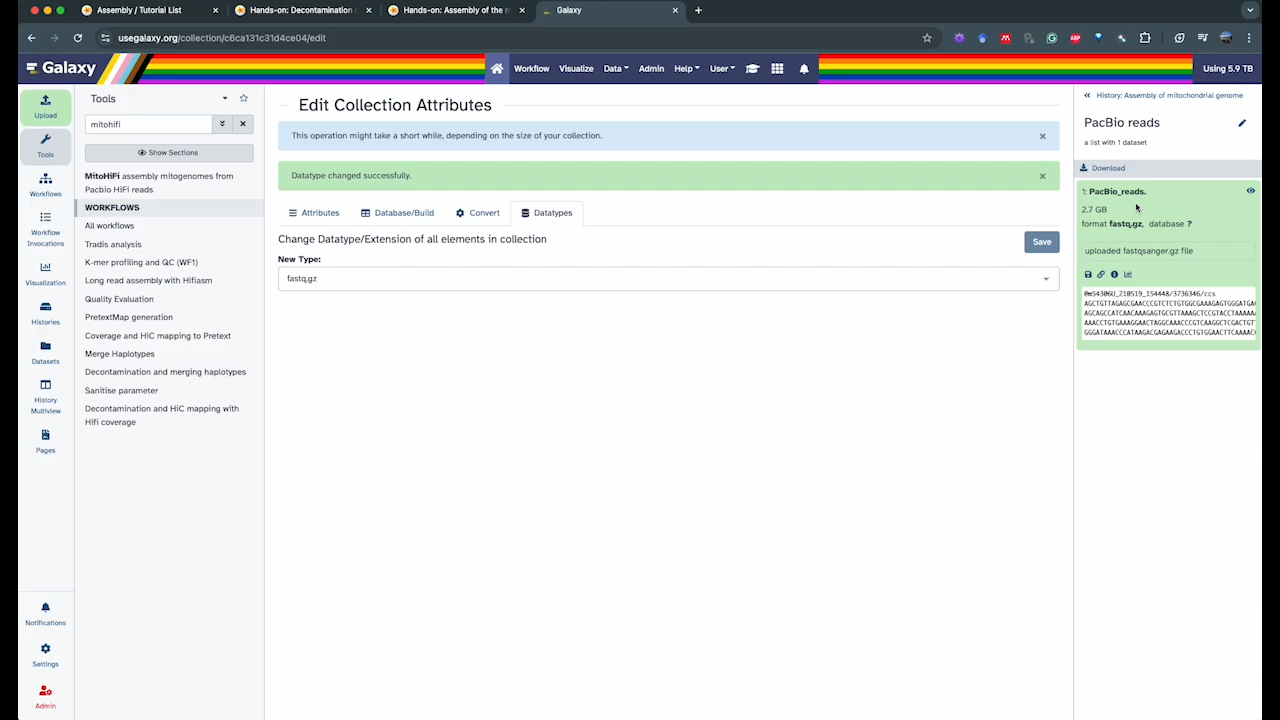 Assembly / Tutorial List
Hands-on: Decontamination
Hands-on: Assembly of the m
Galaxy
usegalaxy.org/collection/c6ca131c31d4ce04/edit
Galaxy
Workflow
Visualize
Data
Admin
Help
User
Using 5.9 TB
Upload
Tools
Workflows
Workflow
Invocations
Visualization
Histories
Datasets
History
Multiview
Pages
Notifications
Settings
Admin
Tools
mitohifi
Show Sections
MitoHiFi assembly mitogenomes from
Pacbio HiFi reads
WORKFLOWS
All workflows
Tradis analysis
K-mer profiling and QC (WF1)
Long read assembly with Hifiasm
Quality Evaluation
PretextMap generation
Coverage and HiC mapping to Pretext
Merge Haplotypes
Decontamination and merging haplotypes
Sanitise parameter
Decontamination and HiC mapping with
Hifi coverage
Edit Collection Attributes
This operation might take a short while, depending on the size of your collection.
Datatype changed successfully.
Attributes
Database/Build
Convert
Datatypes
Change Datatype/Extension of all elements in collection
Save
New Type:
fastq.gz
« History: Assembly of mitochondrial genome
PacBio reads
a list with 1 dataset
Download
1: PacBio_reads.
2.7 GB
format fastq.gz, database ?
uploaded fastqsanger.gz file
@m54306U_210519_154448/3736346/ccs